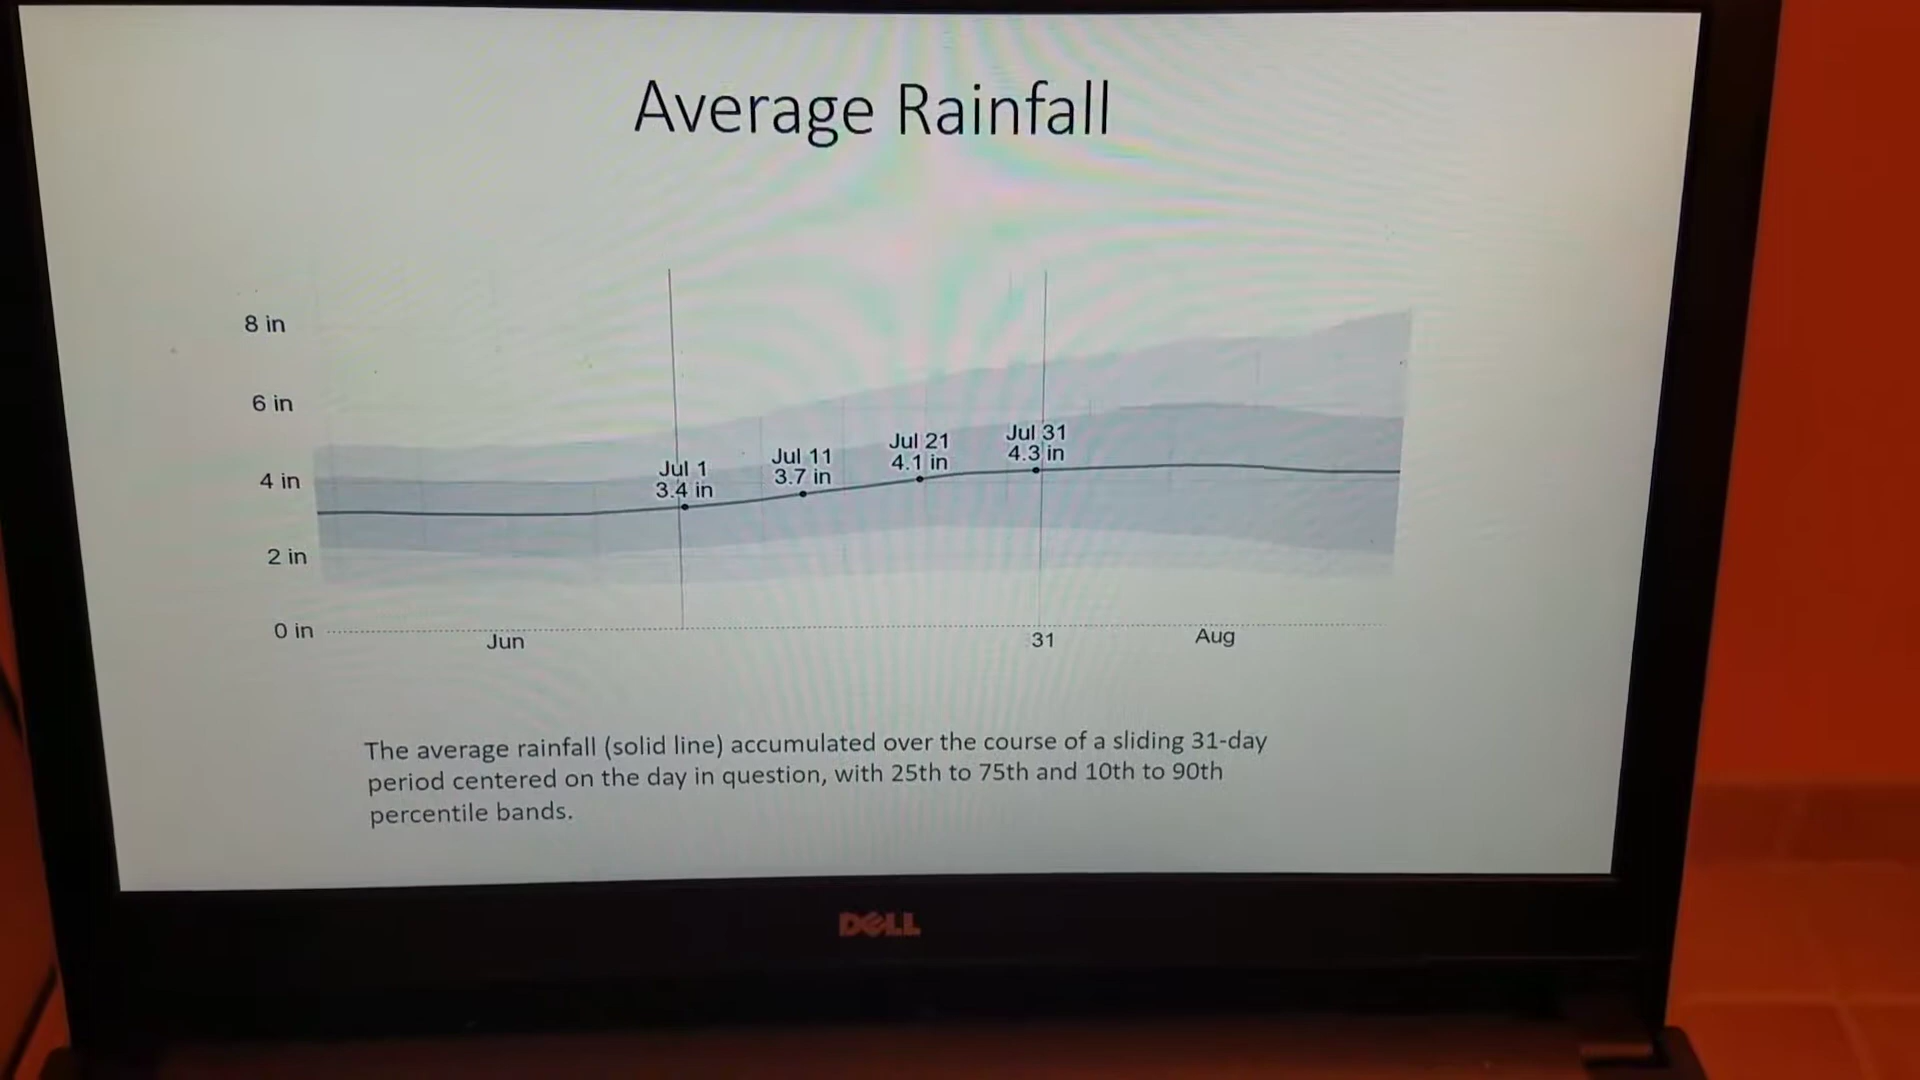 Average Rainfall
8 in
6 in
4 in
2 in
0 in
Jul 1
3.4 in
Jul 11
3.7 in
Jul 21
4.1 in
Jul 31
4.3 in
Jun
31
Aug
The average rainfall (solid line) accumulated over the course of a sliding 31-day
period centered on the day in question, with 25th to 75th and 10th to 90th
percentile bands.
DELL